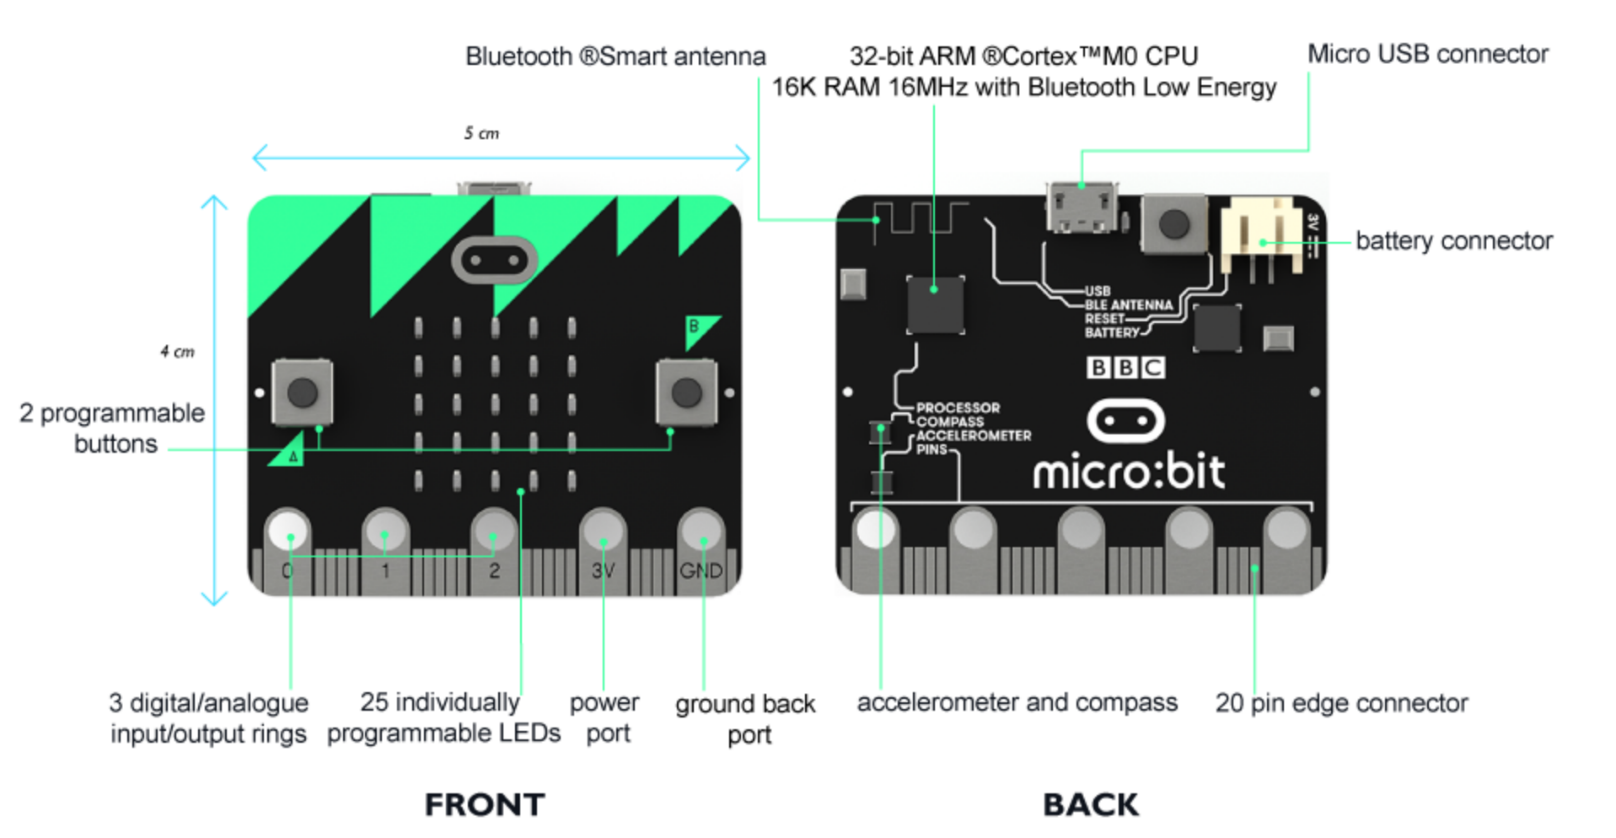 Bluetooth ®Smart antenna
32-bit ARM ®Cortex™M0 CPU
16K RAM 16MHz with Bluetooth Low Energy
Micro USB connector
5 cm
4 cm
2 programmable
buttons
B
A
0
1
2
3V
GND
3 digital/analogue
input/output rings
25 individually
programmable LEDs
power
port
ground back
port
FRONT
3V
battery connector
USB
BLE ANTENNA
RESET
BATTERY
BBC
PROCESSOR
COMPASS
ACCELEROMETER
PINS
micro:bit
accelerometer and compass
20 pin edge connector
BACK